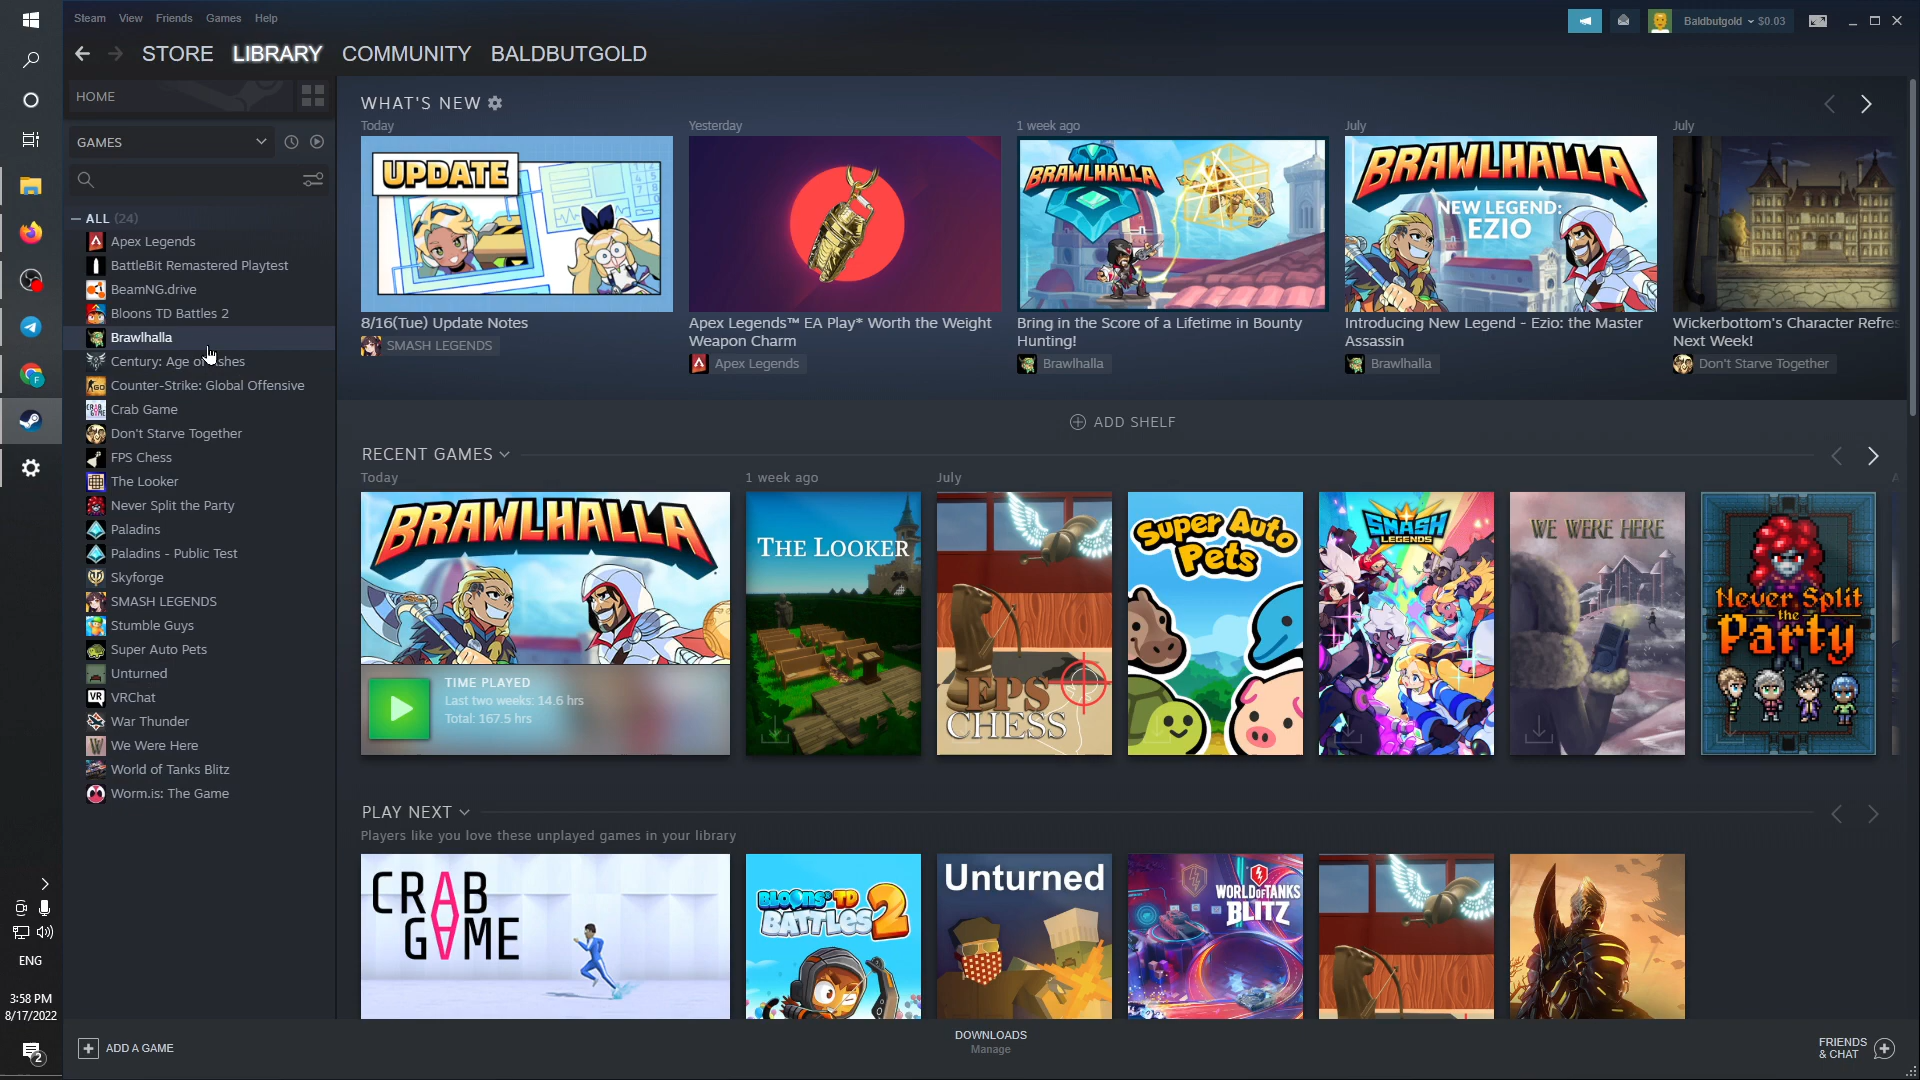 Steam View Friends Games Help
Baldbutgold $0.03
STORE LIBRARY COMMUNITY BALDBUTGOLD
HOME
GAMES
ALL (24)
Apex Legends
BattleBit Remastered Playtest
BeamNG.drive
Bloons TD Battles 2
Brawlhalla
Century: Age of Ashes
Counter-Strike: Global Offensive
Crab Game
Don't Starve Together
FPS Chess
The Looker
Never Split the Party
Paladins
Paladins - Public Test
Skyforge
SMASH LEGENDS
Stumble Guys
Super Auto Pets
Unturned
VRChat
War Thunder
We Were Here
World of Tanks Blitz
Worm.is: The Game
WHAT'S NEW
Today
Yesterday
1 week ago
July
July
UPDATE
BRAWLHALLA
BRAWLHALLA
NEW LEGEND:
EZIO
8/16(Tue) Update Notes
SMASH LEGENDS
Apex Legends™ EA Play* Worth the Weight
Weapon Charm
Apex Legends
Bring in the Score of a Lifetime in Bounty
Hunting!
Brawlhalla
Introducing New Legend - Ezio: the Master
Assassin
Brawlhalla
Wickerbottom's Character Refres
Next Week!
Don't Starve Together
ADD SHELF
RECENT GAMES
Today
1 week ago
July
BRAWLHALLA
TIME PLAYED
Last two weeks: 14.6 hrs
Total: 167.5 hrs
THE LOOKER
FPS
CHESS
Super Auto
Pets
SMASH
LEGENDS
WE WERE HERE
Never Split
the
Party
PLAY NEXT
Players like you love these unplayed games in your library
CRAB
GAME
BLOONS TD
BATTLES 2
Unturned
WORLD OF TANKS
BLITZ
ENG
3:58 PM
8/17/2022
2
ADD A GAME
DOWNLOADS
Manage
FRIENDS
& CHAT